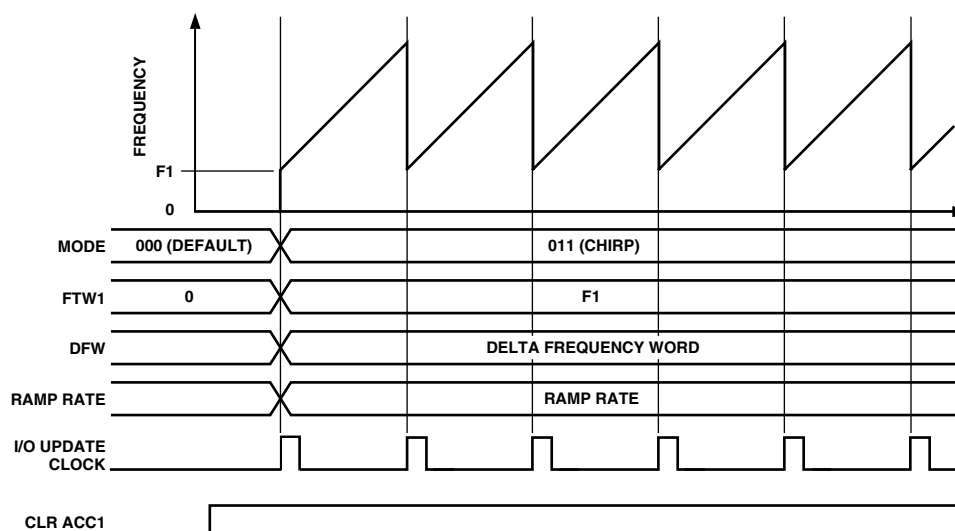 FREQUENCY
F1
0
MODE 000 (DEFAULT) 011 (CHIRP)
FTW1 0 F1
DFW DELTA FREQUENCY WORD
RAMP RATE RAMP RATE
I/O UPDATE
CLOCK
CLR ACC1